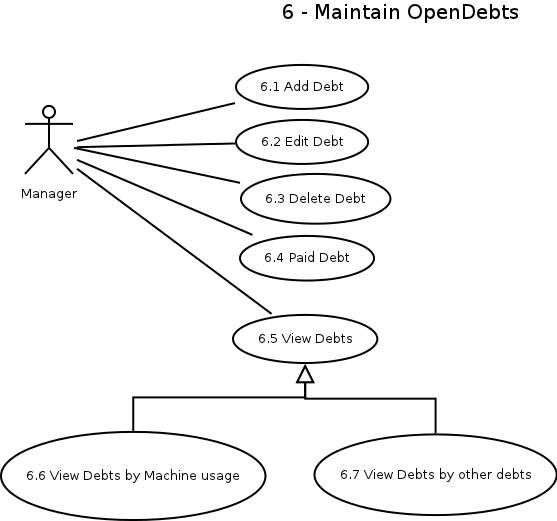 6 - Maintain OpenDebts
6.1 Add Debt
6.2 Edit Debt
Manager
6.3 Delete Debt
6.4 Paid Debt
6.5 View Debts
6.6 View Debts by Machine usage
6.7 View Debts by other debts